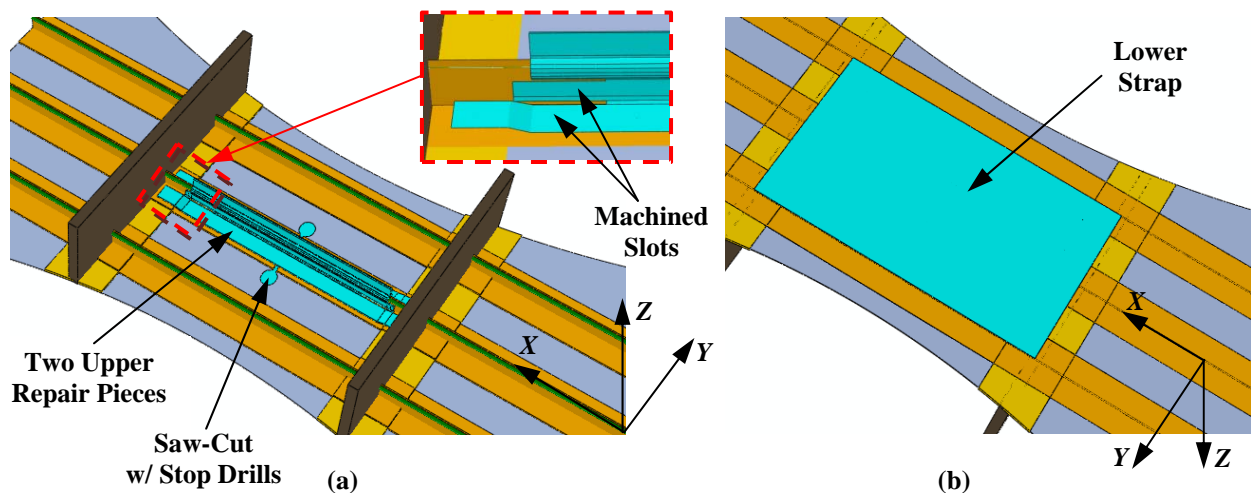 Lower
Strap
Machined
Slots
Z
X
Y
Two Upper
Repair Pieces
Saw-Cut
w/ Stop Drills
(a)
X
Y
Z
(b)